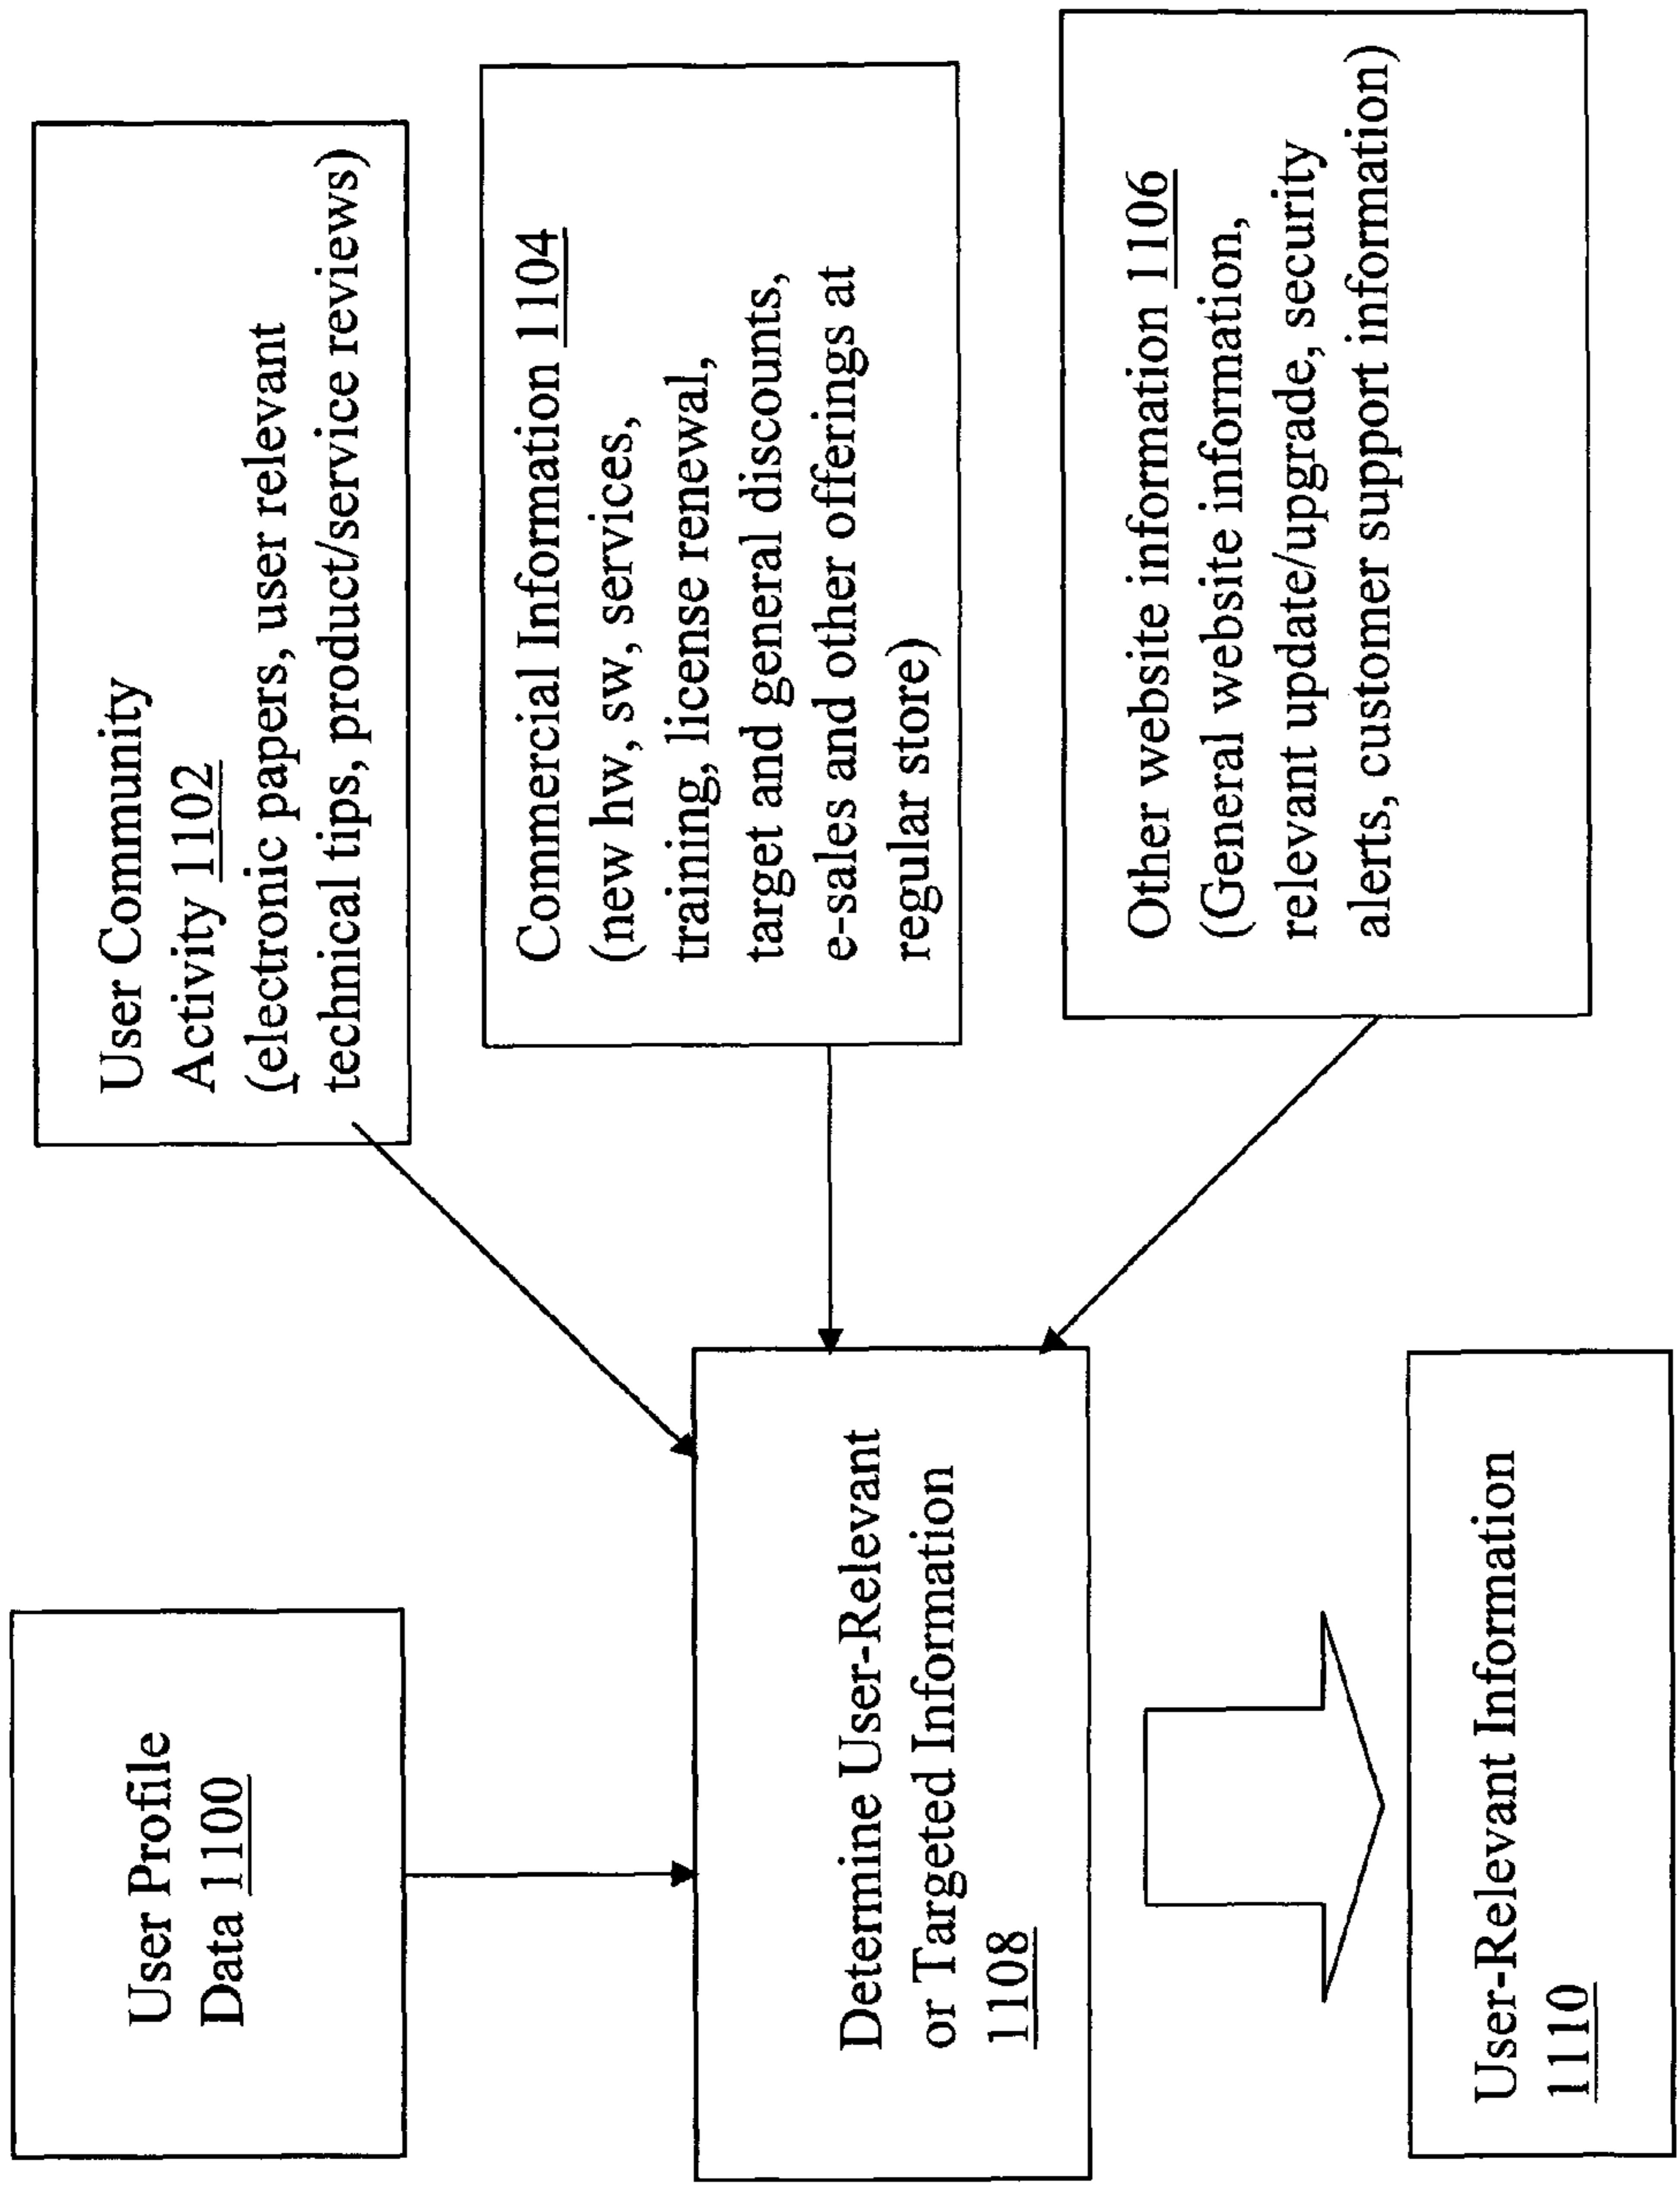 User Profile
Data 1100
User Community
Activity 1102
(electronic papers, user relevant
technical tips, product/service reviews)
Commercial Information 1104
(new hw, sw, services,
training, license renewal,
target and general discounts,
e-sales and other offerings at
regular store)
Other website information 1106
(General website information,
relevant update/upgrade, security
alerts, customer support information)
Determine User-Relevant
or Targeted Information
1108
User-Relevant Information
1110